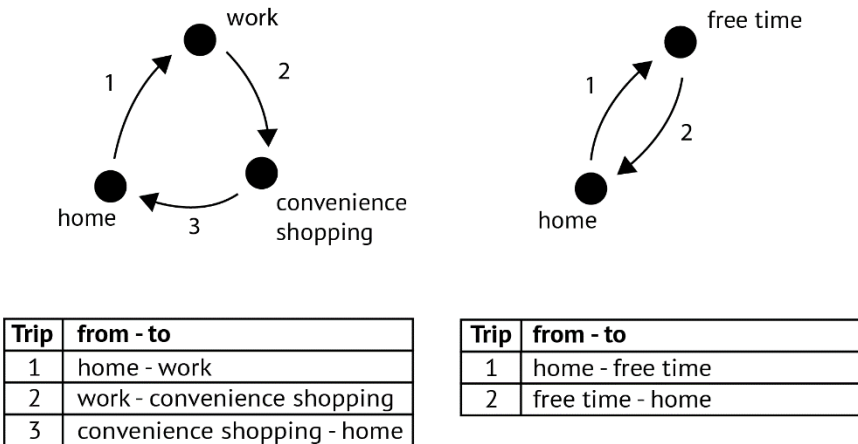 work
1
2
home
3
convenience
shopping
free time
1
2
home
Trip from - to
1 home - work
2 work - convenience shopping
3 convenience shopping - home
Trip from - to
1 home - free time
2 free time - home